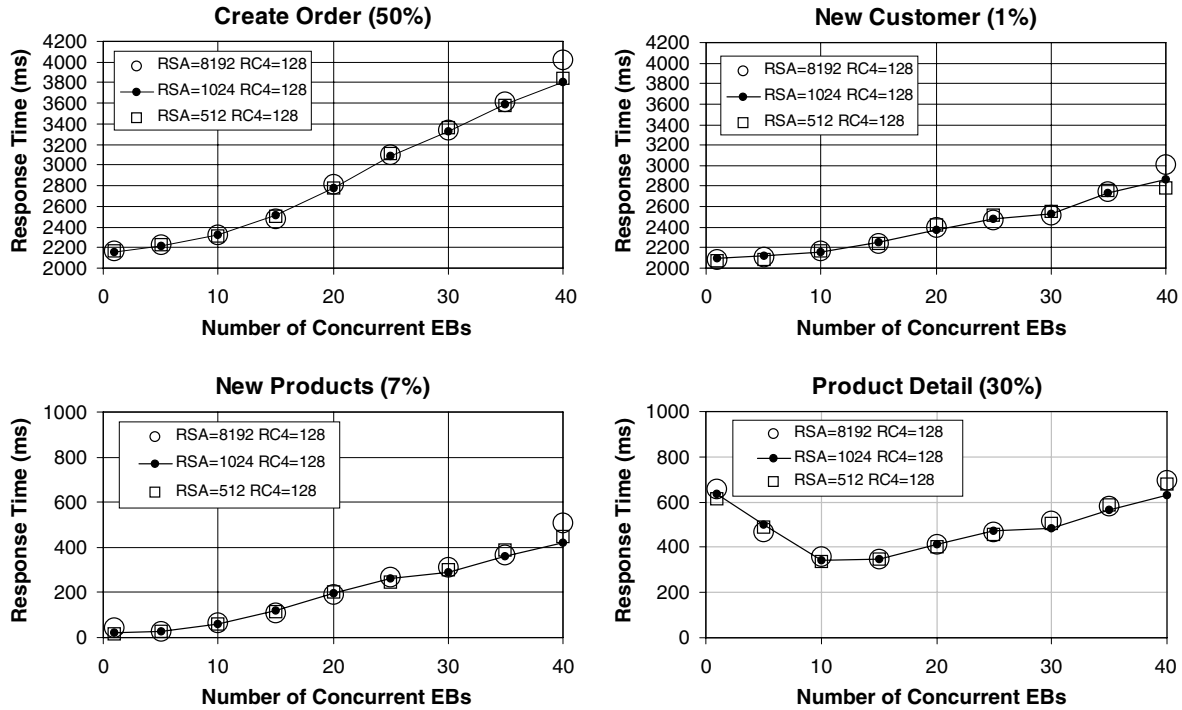 Create Order (50%)
Response Time (ms)
4200
4000
3800
3600
3400
3200
3000
2800
2600
2400
2200
2000
RSA=8192 RC4=128
RSA=1024 RC4=128
RSA=512 RC4=128
0 10 20 30 40
Number of Concurrent EBs
New Customer (1%)
Response Time (ms)
4200
4000
3800
3600
3400
3200
3000
2800
2600
2400
2200
2000
RSA=8192 RC4=128
RSA=1024 RC4=128
RSA=512 RC4=128
0 10 20 30 40
Number of Concurrent EBs
New Products (7%)
Response Time (ms)
1000
800
600
400
200
0
RSA=8192 RC4=128
RSA=1024 RC4=128
RSA=512 RC4=128
0 10 20 30 40
Number of Concurrent EBs
Product Detail (30%)
Response Time (ms)
1000
800
600
400
200
0
RSA=8192 RC4=128
RSA=1024 RC4=128
RSA=512 RC4=128
0 10 20 30 40
Number of Concurrent EBs